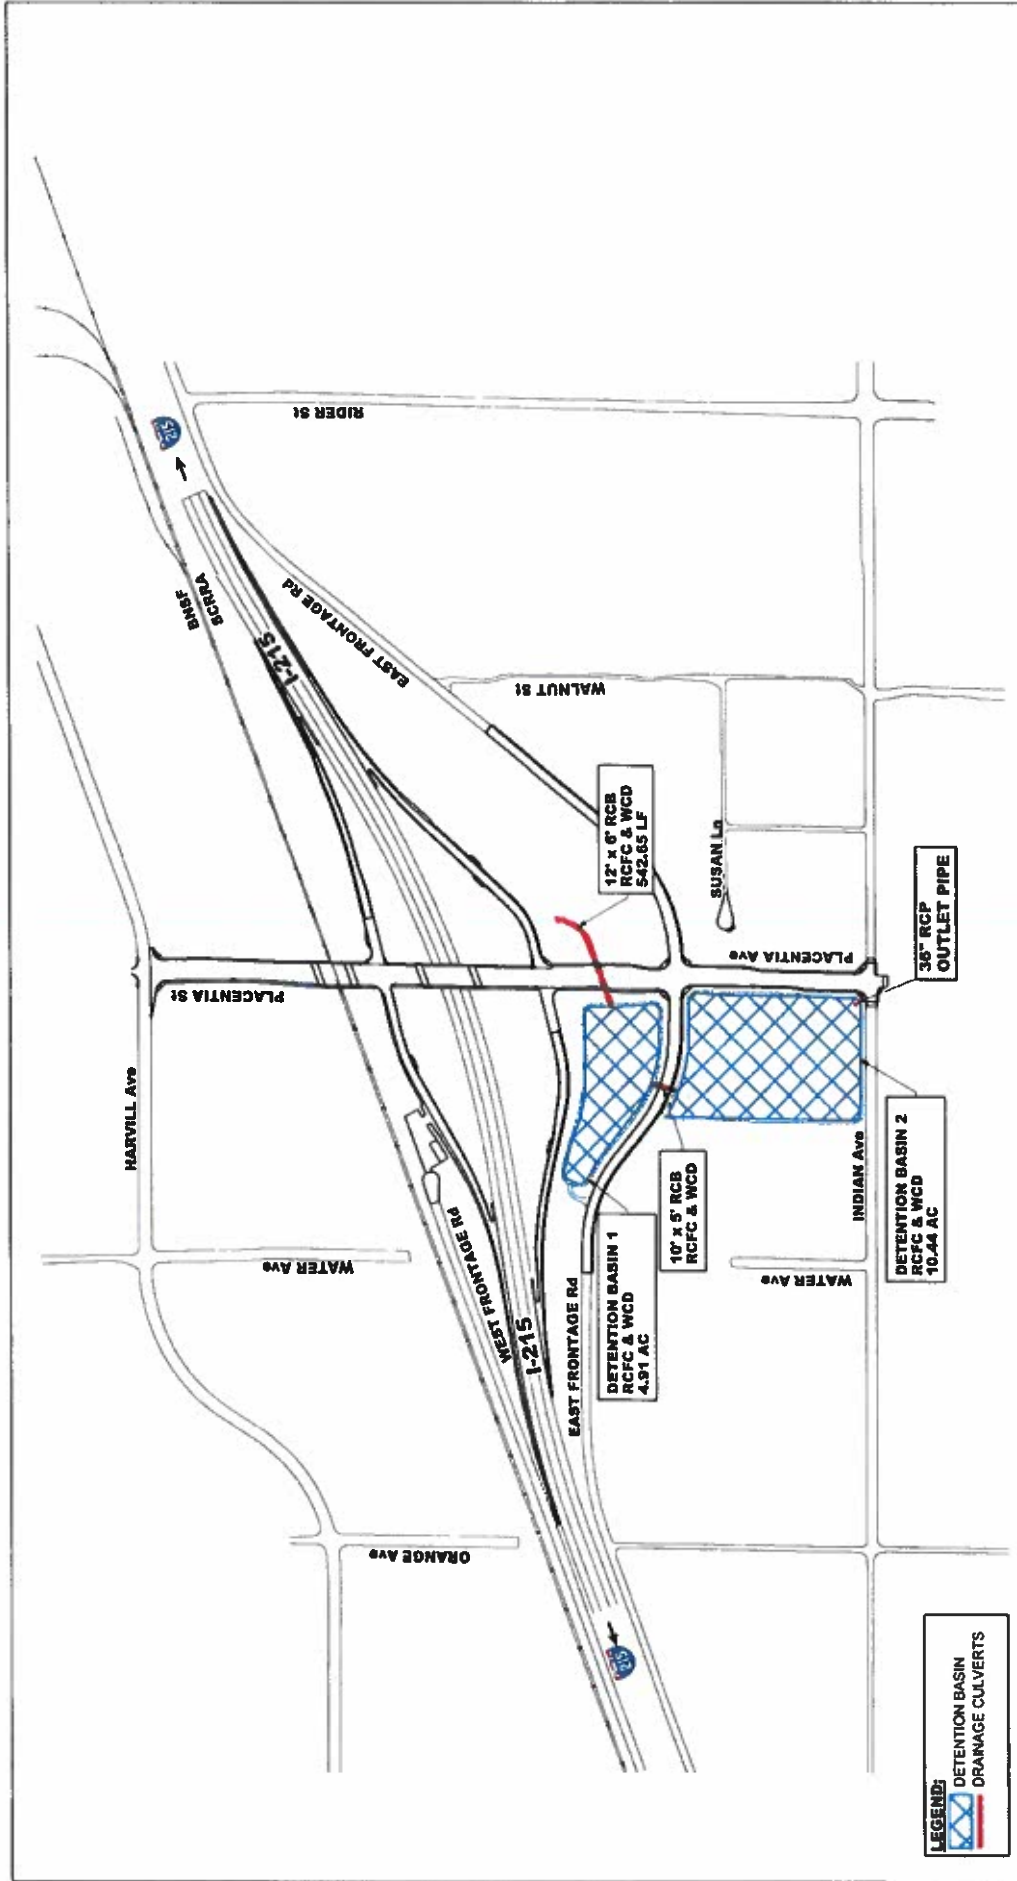 HARVILL Ave
PLACENTIA St
BNSF
SCRRA
215
I-215
RIDER St
EAST FRONTAGE Rd
WALNUT St
12' x 6' RCB
RCFC & WCD
542.65 LF
SUSAN Ln
PLACENTIA Ave
36" RCP
OUTLET PIPE
WATER Ave
WEST FRONTAGE Rd
I-215
ORANGE Ave
EAST FRONTAGE Rd
DETENTION BASIN 1
RCFC & WCD
4.91 AC
10' x 5' RCB
RCFC & WCD
WATER Ave
INDIAN Ave
DETENTION BASIN 2
RCFC & WCD
10.44 AC
215
LEGEND:
DETENTION BASIN
DRAINAGE CULVERTS